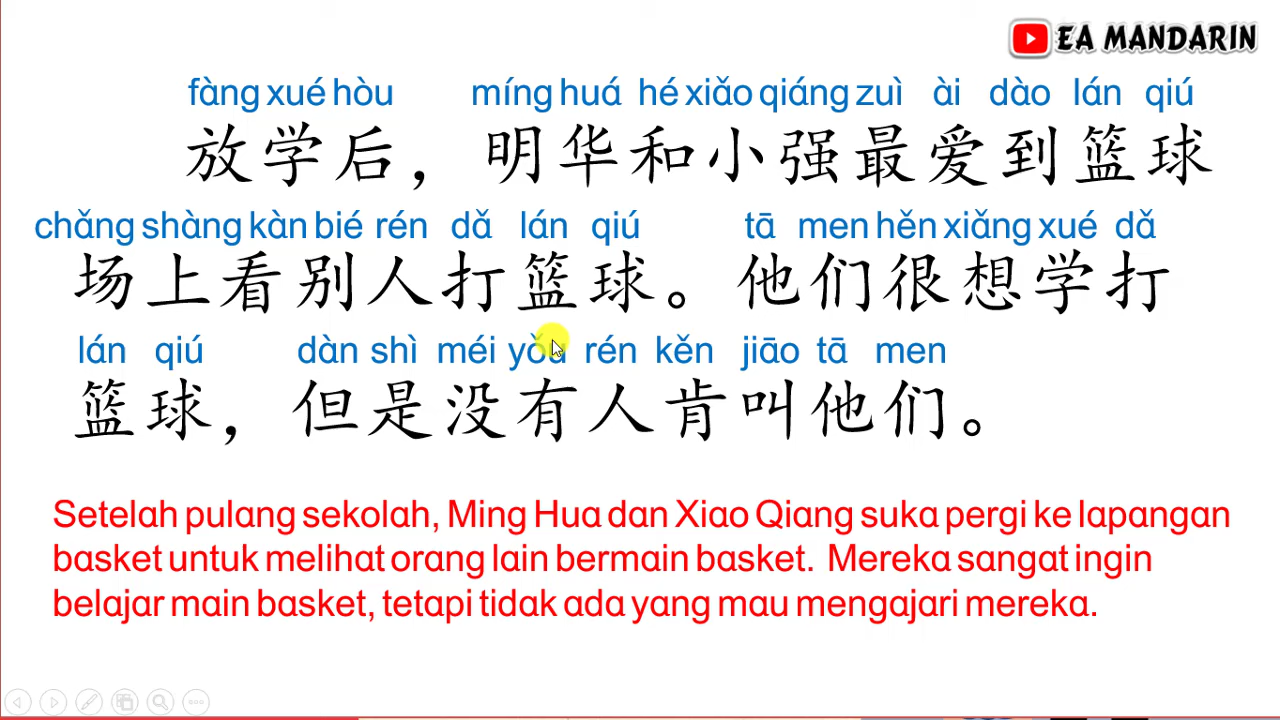 EA MANDARIN
fàng xué hòu míng huá hé xiǎo qiáng zuì ài dào lán qiú
放学后，明华和小强最爱到篮球
chǎng shàng kàn bié rén dǎ lán qiú tā men hěn xiǎng xué dǎ
场上看别人打篮球。他们很想学打
lán qiú dàn shì méi yǒu rén kěn jiāo tā men
篮球，但是没有人肯叫他们。
Setelah pulang sekolah, Ming Hua dan Xiao Qiang suka pergi ke lapangan
basket untuk melihat orang lain bermain basket. Mereka sangat ingin
belajar main basket, tetapi tidak ada yang mau mengajari mereka.